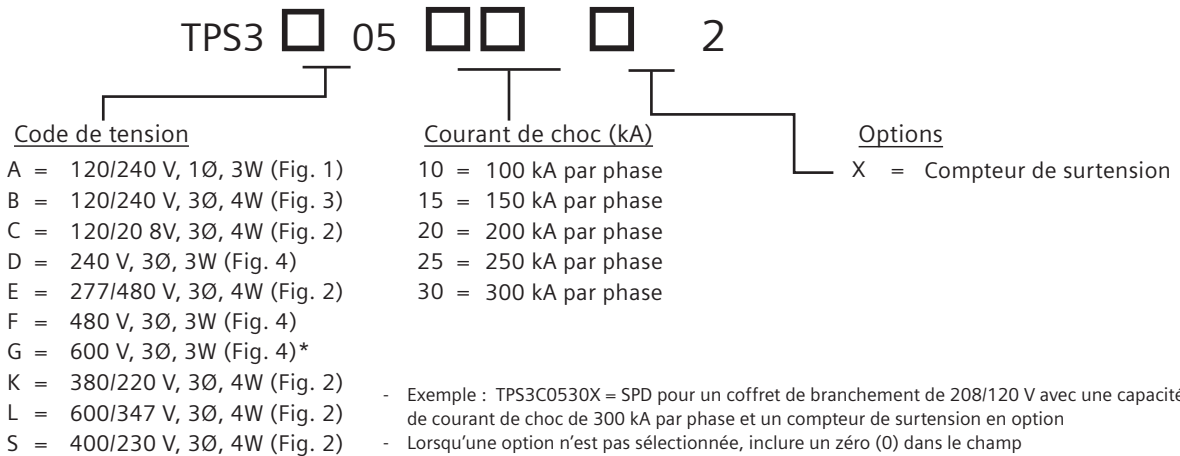 TPS3 □ 05 □□ □ 2
Code de tension
A = 120/240 V, 1Ø, 3W (Fig. 1)
B = 120/240 V, 3Ø, 4W (Fig. 3)
C = 120/20 8V, 3Ø, 4W (Fig. 2)
D = 240 V, 3Ø, 3W (Fig. 4)
E = 277/480 V, 3Ø, 4W (Fig. 2)
F = 480 V, 3Ø, 3W (Fig. 4)
G = 600 V, 3Ø, 3W (Fig. 4)*
K = 380/220 V, 3Ø, 4W (Fig. 2)
L = 600/347 V, 3Ø, 4W (Fig. 2)
S = 400/230 V, 3Ø, 4W (Fig. 2)
Courant de choc (kA)
10 = 100 kA par phase
15 = 150 kA par phase
20 = 200 kA par phase
25 = 250 kA par phase
30 = 300 kA par phase
Options
X = Compteur de surtension
- Exemple : TPS3C0530X = SPD pour un coffret de branchement de 208/120 V avec une capacité
de courant de choc de 300 kA par phase et un compteur de surtension en option
- Lorsqu'une option n'est pas sélectionnée, inclure un zéro (0) dans le champ